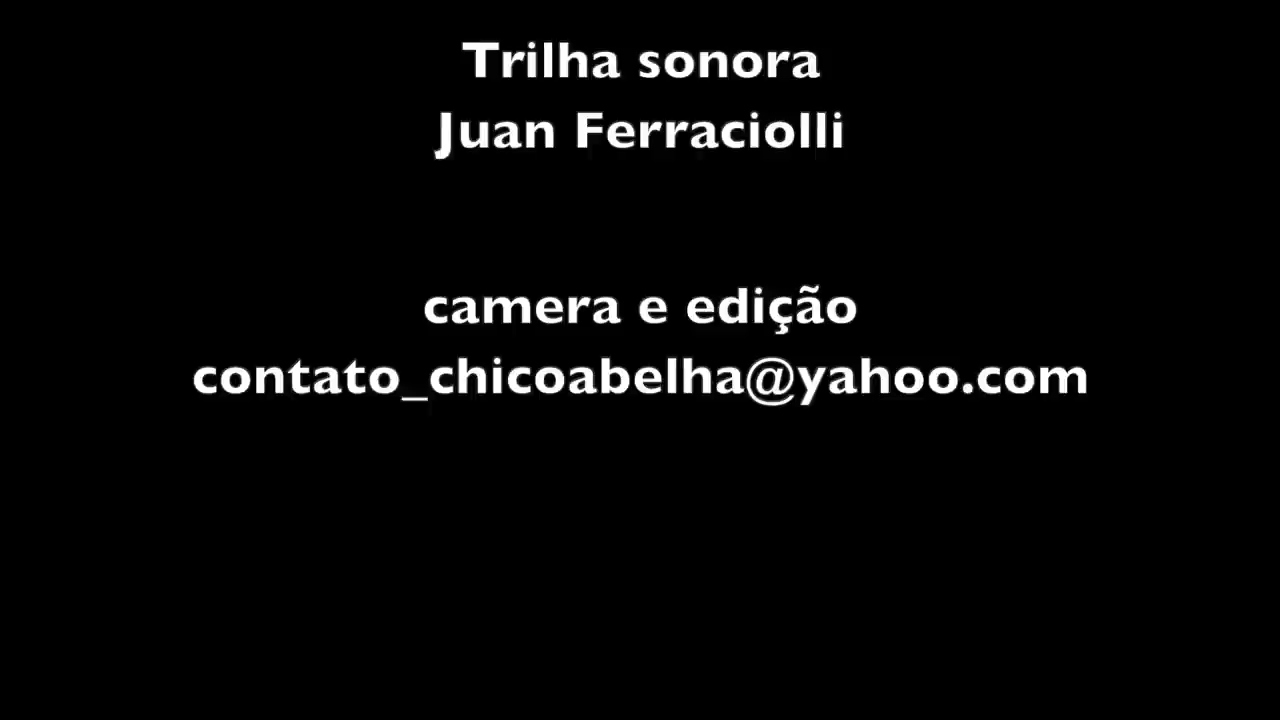 Trilha sonora
Juan Ferraciolli
camera e edição
contato_chicoabelha@yahoo.com